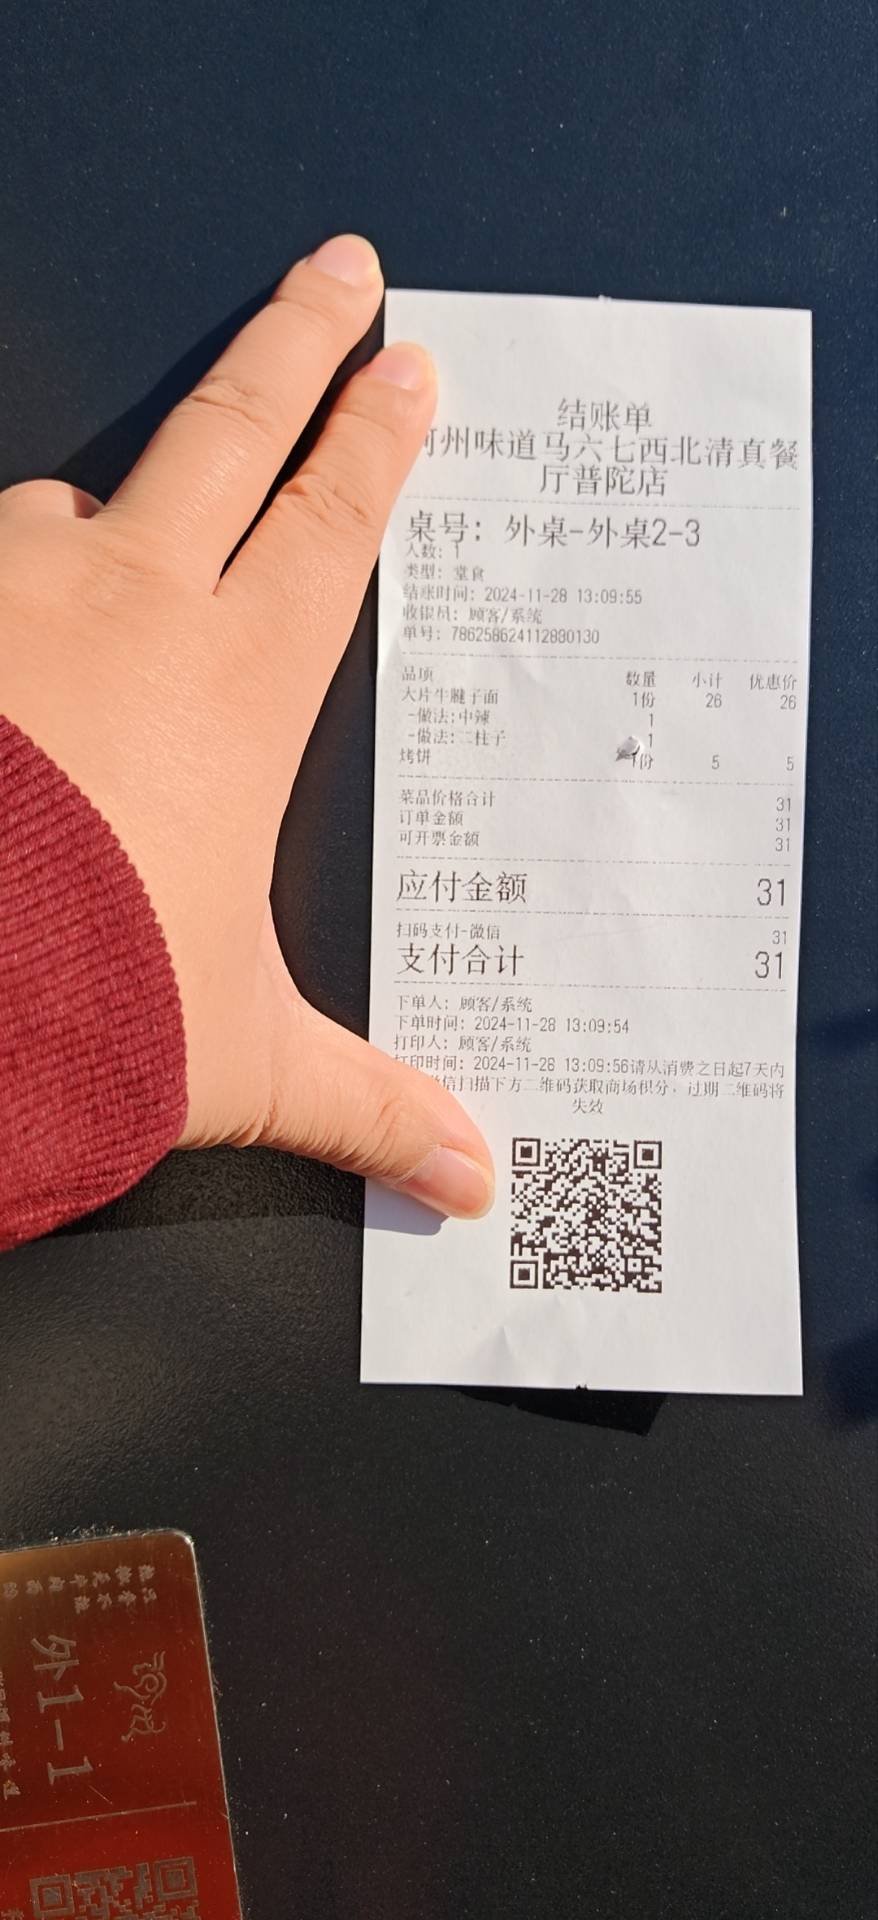 结账单
河州味道马六七西北清真餐
厅普陀店
桌号: 外桌-外桌2-3
人数: 1
类型: 堂食
结账时间: 2024-11-28 13:09:55
收银员: 顾客/系统
单号: 786258624112890130
品项 数量 小计 优惠价
大片牛腱子面 1份 26 26
-做法:中辣 1
-做法:二柱子 1
烤饼 1份 5 5
菜品价格合计 31
订单金额 31
可开票金额 31
应付金额 31
扫码支付-微信 31
支付合计 31
下单人: 顾客/系统
下单时间: 2024-11-28 13:09:54
打印人: 顾客/系统
打印时间: 2024-11-28 13:09:56请从消费之日起7天内
信扫描下方二维码获取商场积分，过期二维码将
失效
外1-1